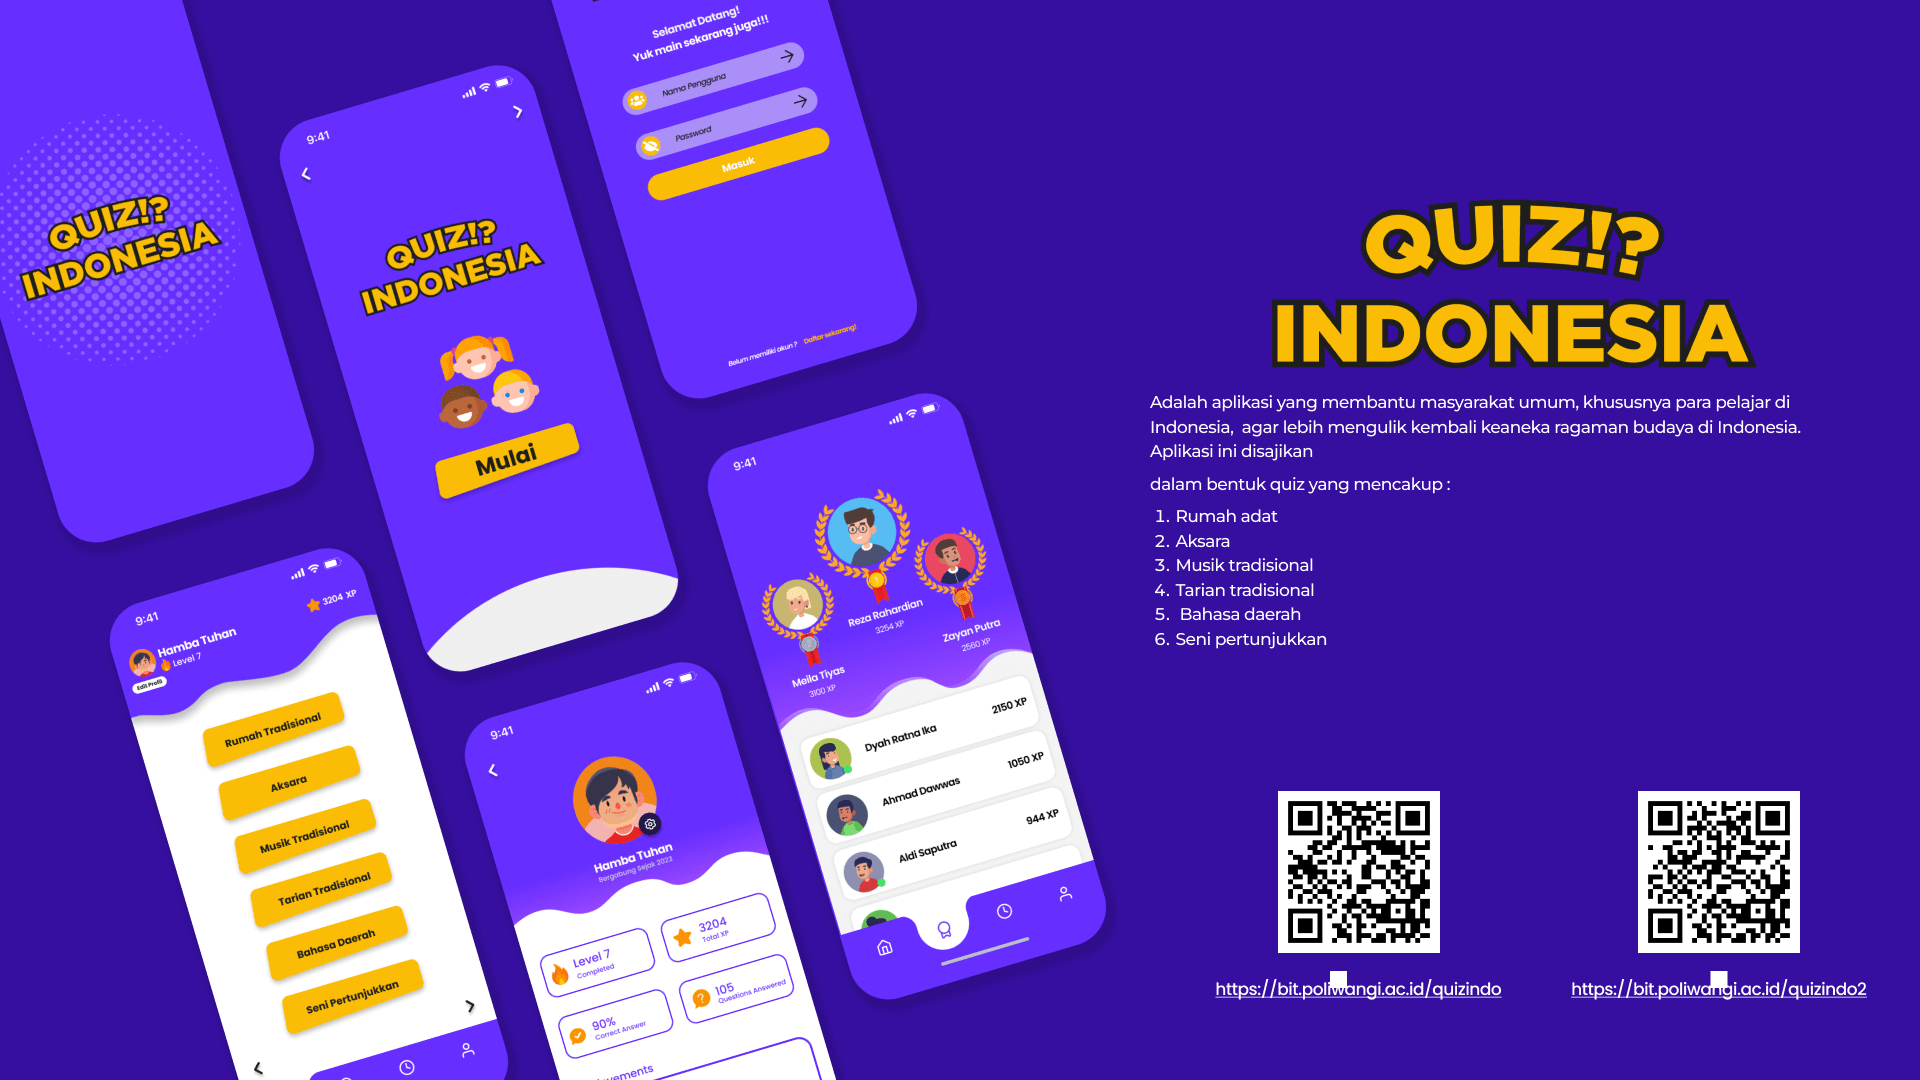 QUIZ!?
INDONESIA
9:41
QUIZ!?
INDONESIA
Mulai
Selamat Datang!
Yuk main sekarang juga!!!
Nama Pengguna
Password
Masuk
Belum memiliki akun ? Daftar sekarang!
9:41
3204 XP
Hamba Tuhan
Level 7
Edit Profil
Rumah Tradisional
Aksara
Musik Tradisional
Tarian Tradisional
Bahasa Daerah
Seni Pertunjukkan
9:41
Hamba Tuhan
Bergabung Sejak 2023
Level 7
Completed
3204
Total XP
90%
Correct Answer
105
Questions Answered
vements
9:41
1
Reza Rahardian
3254 XP
2
Meila Tiyas
3100 XP
3
Zayan Putra
2560 XP
Dyah Ratna Ika 2150 XP
Ahmad Dawwas 1050 XP
Aldi Saputra 944 XP
QUIZ!?
INDONESIA
Adalah aplikasi yang membantu masyarakat umum, khususnya para pelajar di
Indonesia, agar lebih mengulik kembali keaneka ragaman budaya di Indonesia.
Aplikasi ini disajikan
dalam bentuk quiz yang mencakup :
1. Rumah adat
2. Aksara
3. Musik tradisional
4. Tarian tradisional
5. Bahasa daerah
6. Seni pertunjukkan
https://bit.poliwangi.ac.id/quizindo
https://bit.poliwangi.ac.id/quizindo2